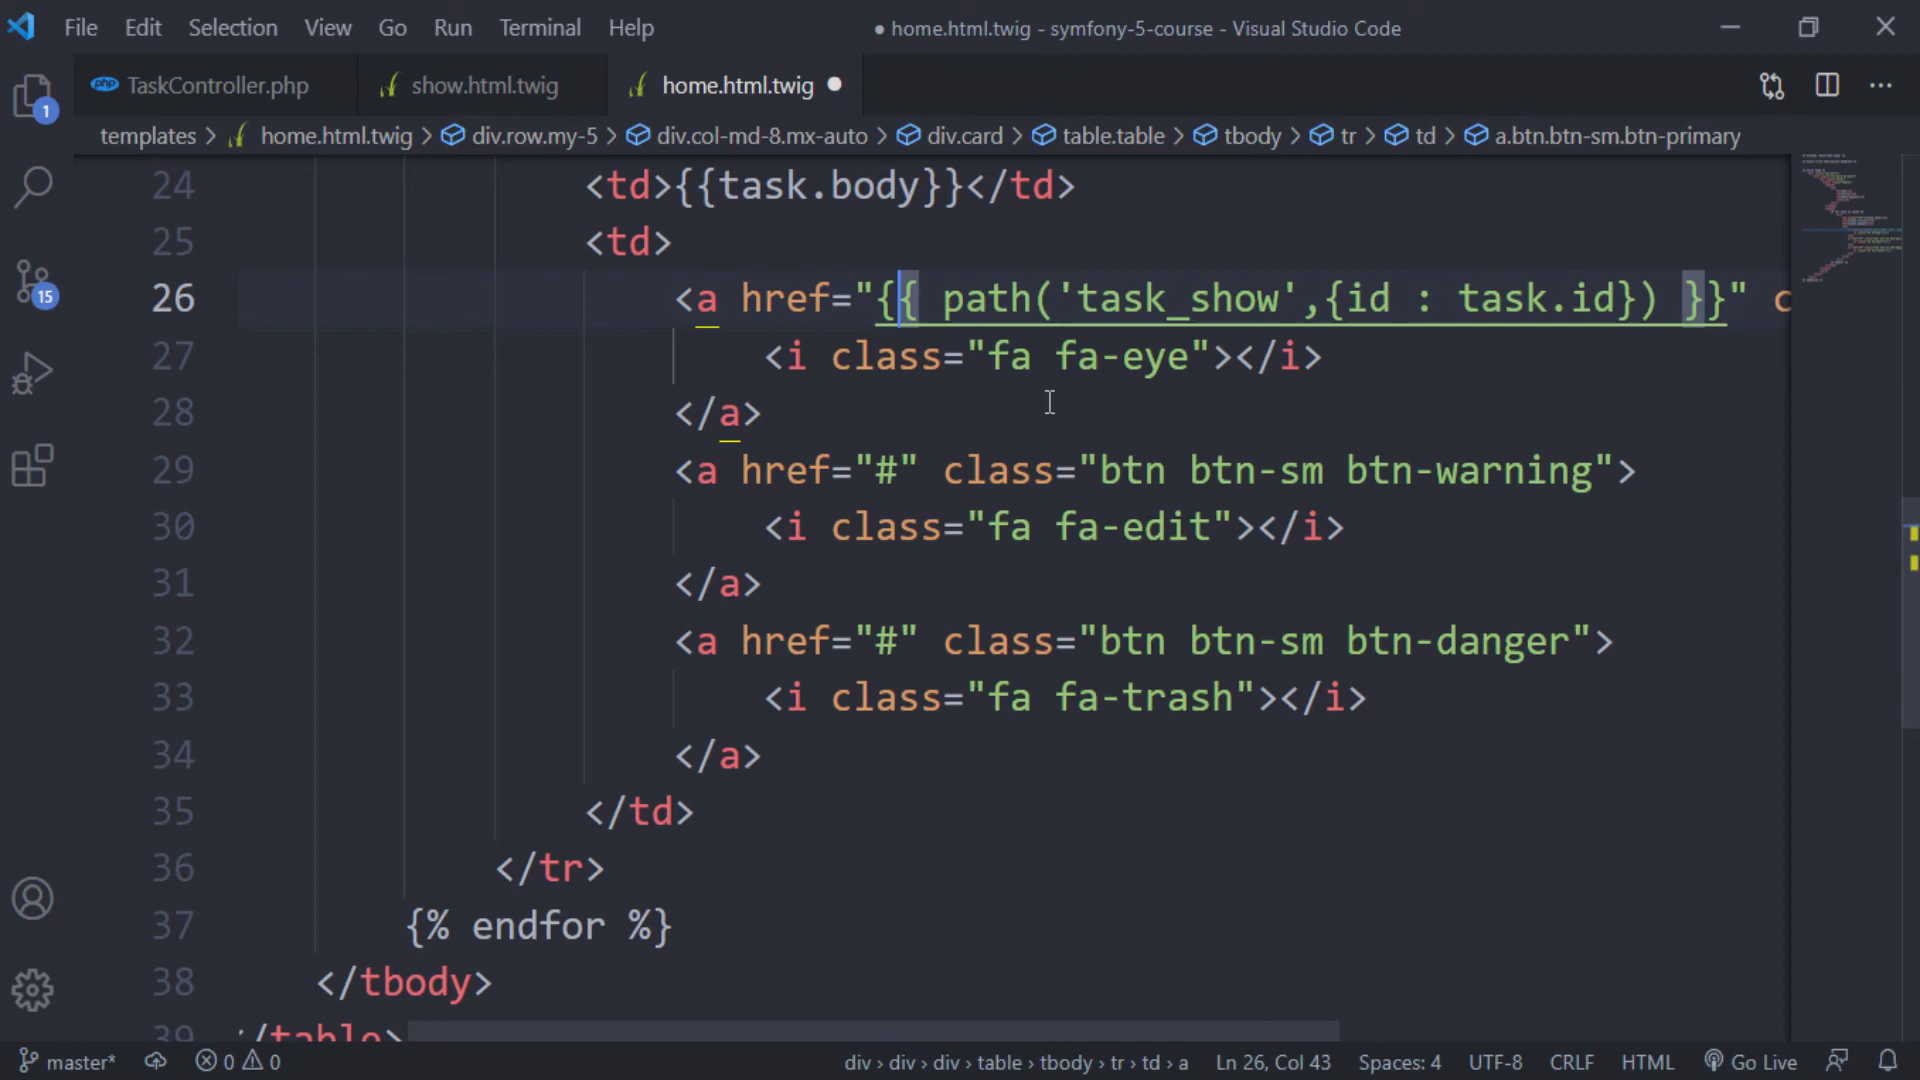 File Edit Selection View Go Run Terminal Help
● home.html.twig - symfony-5-course - Visual Studio Code
php TaskController.php show.html.twig home.html.twig ●
templates > home.html.twig > div.row.my-5 > div.col-md-8.mx-auto > div.card > table.table > tbody > tr > td > a.btn.btn-sm.btn-primary
1
15
24 <td>{{task.body}}</td>
25 <td>
26 <a href="{{ path('task_show',{id : task.id}) }}" c
27 <i class="fa fa-eye"></i>
28 </a>
29 <a href="#" class="btn btn-sm btn-warning">
30 <i class="fa fa-edit"></i>
31 </a>
32 <a href="#" class="btn btn-sm btn-danger">
33 <i class="fa fa-trash"></i>
34 </a>
35 </td>
36 </tr>
37 {% endfor %}
38 </tbody>
39 </table>
master* 0 0 div › div › div › table › tbody › tr › td › a Ln 26, Col 43 Spaces: 4 UTF-8 CRLF HTML Go Live